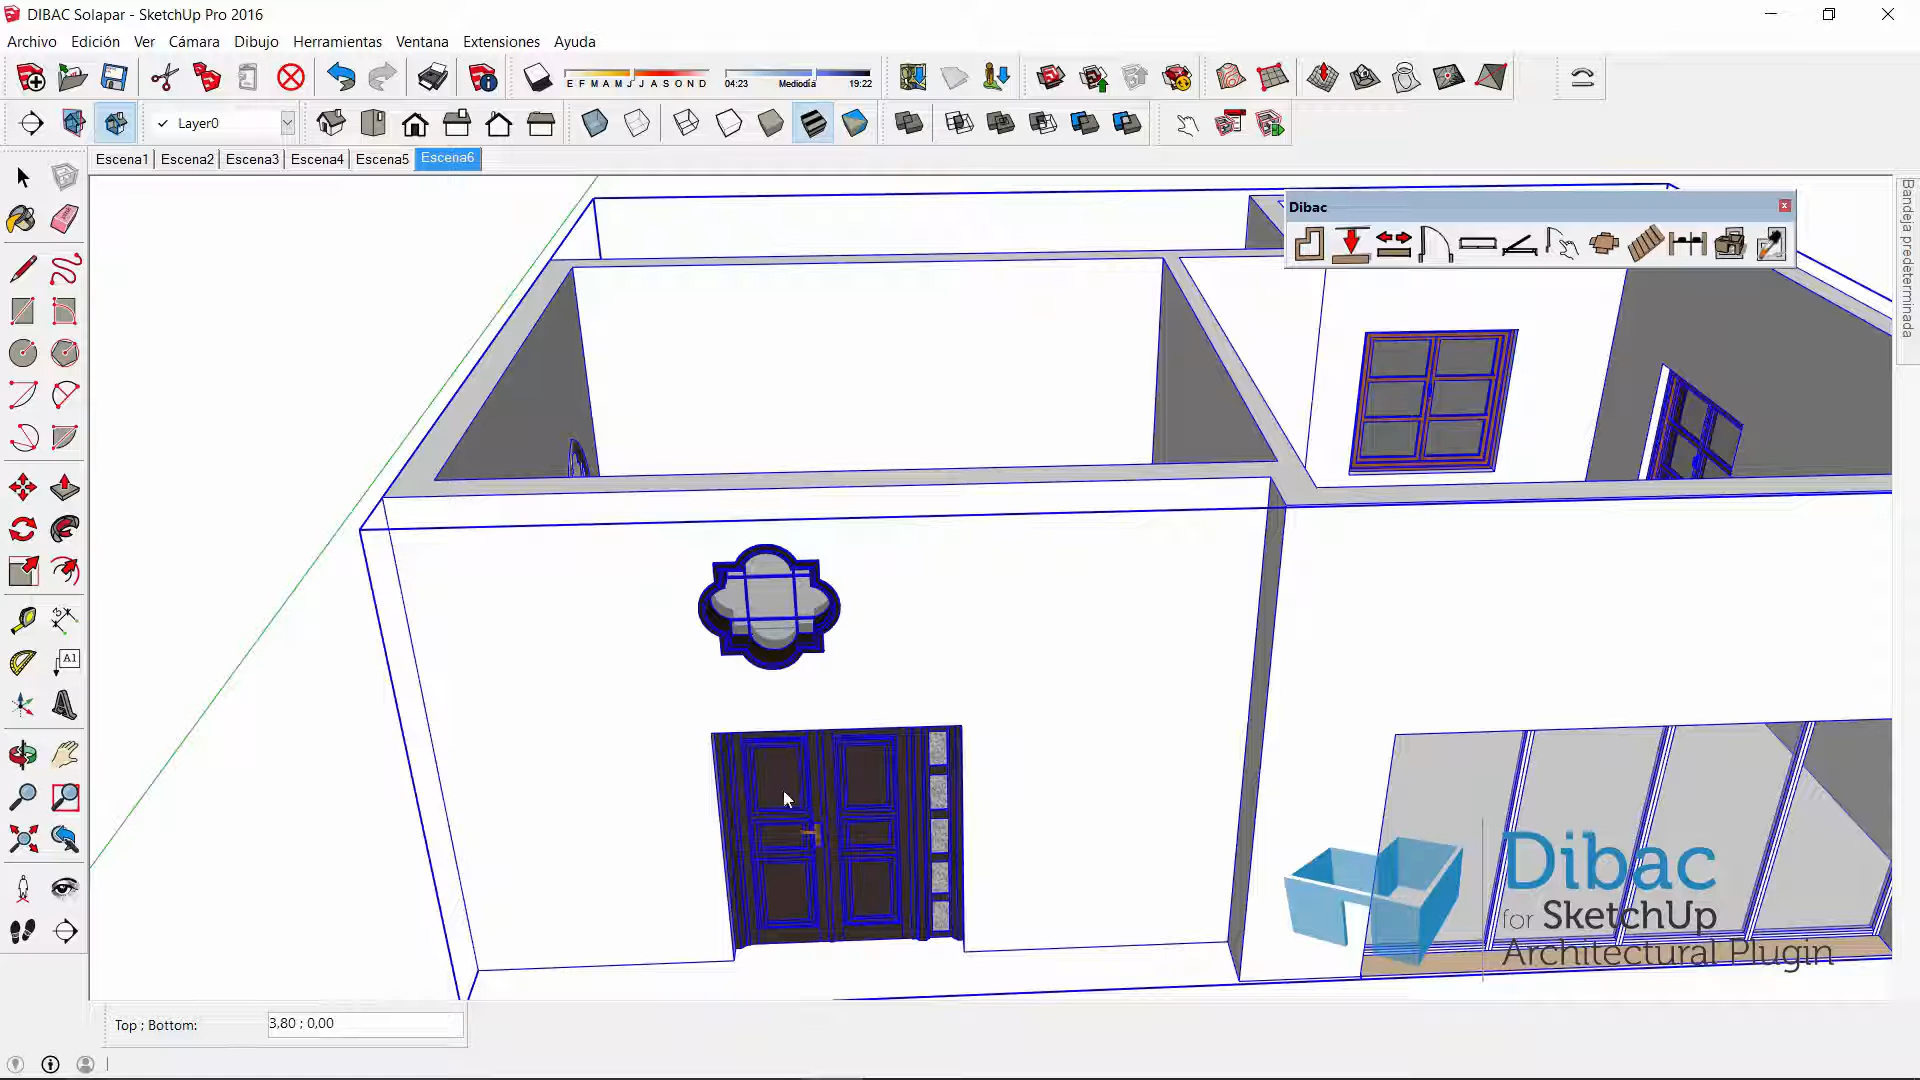 DIBAC Solapar - SketchUp Pro 2016
Archivo Edición Ver Cámara Dibujo Herramientas Ventana Extensiones Ayuda
E F M A M J J A S O N D
04:23 Mediodía 19:22
Layer0
Escena1 Escena2 Escena3 Escena4 Escena5 Escena6
Bandeja predeterminada
Dibac
A1
Dibac
for SketchUp
Architectural Plugin
Top ; Bottom: 3,80 ; 0,00